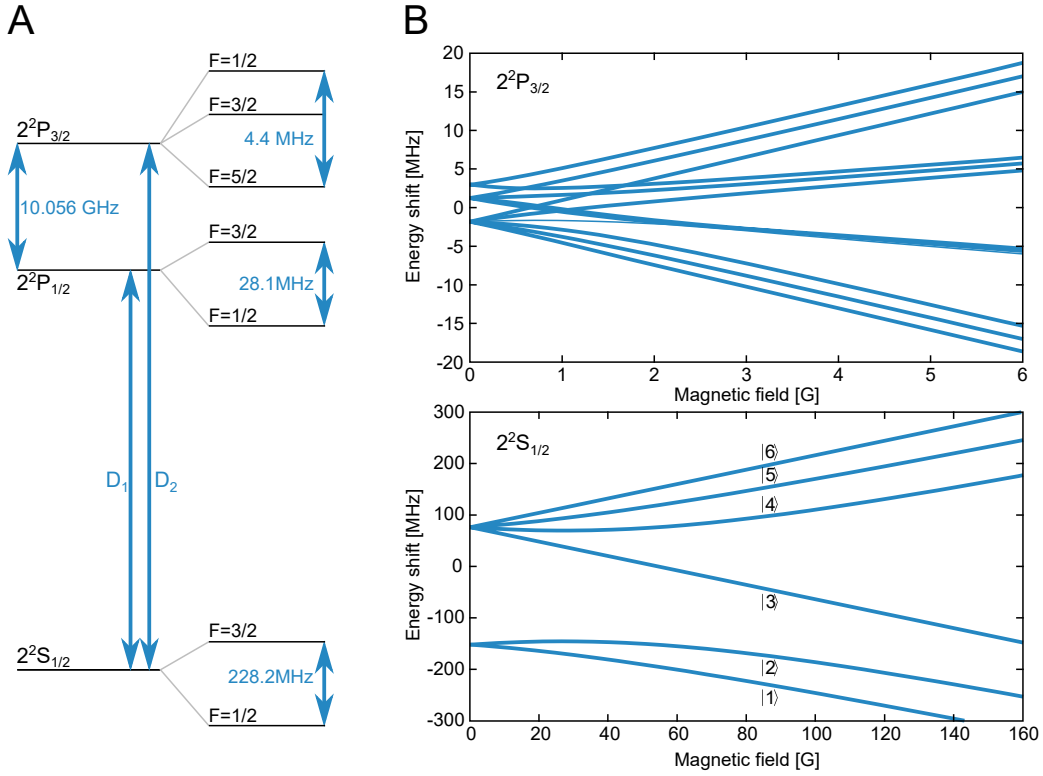 A
F=1/2
F=3/2
2²P₃/₂
4.4 MHz
F=5/2
10.056 GHz
F=3/2
2²P₁/₂
28.1MHz
F=1/2
D₁ D₂
F=3/2
2²S₁/₂
228.2MHz
F=1/2
B
2²P₃/₂
Energy shift [MHz]
20
15
10
5
0
-5
-10
-15
-20
0 1 2 3 4 5 6
Magnetic field [G]
2²S₁/₂
Energy shift [MHz]
300
200
100
0
-100
-200
-300
|6⟩
|5⟩
|4⟩
|3⟩
|2⟩
|1⟩
0 20 40 60 80 100 120 140 160
Magnetic field [G]